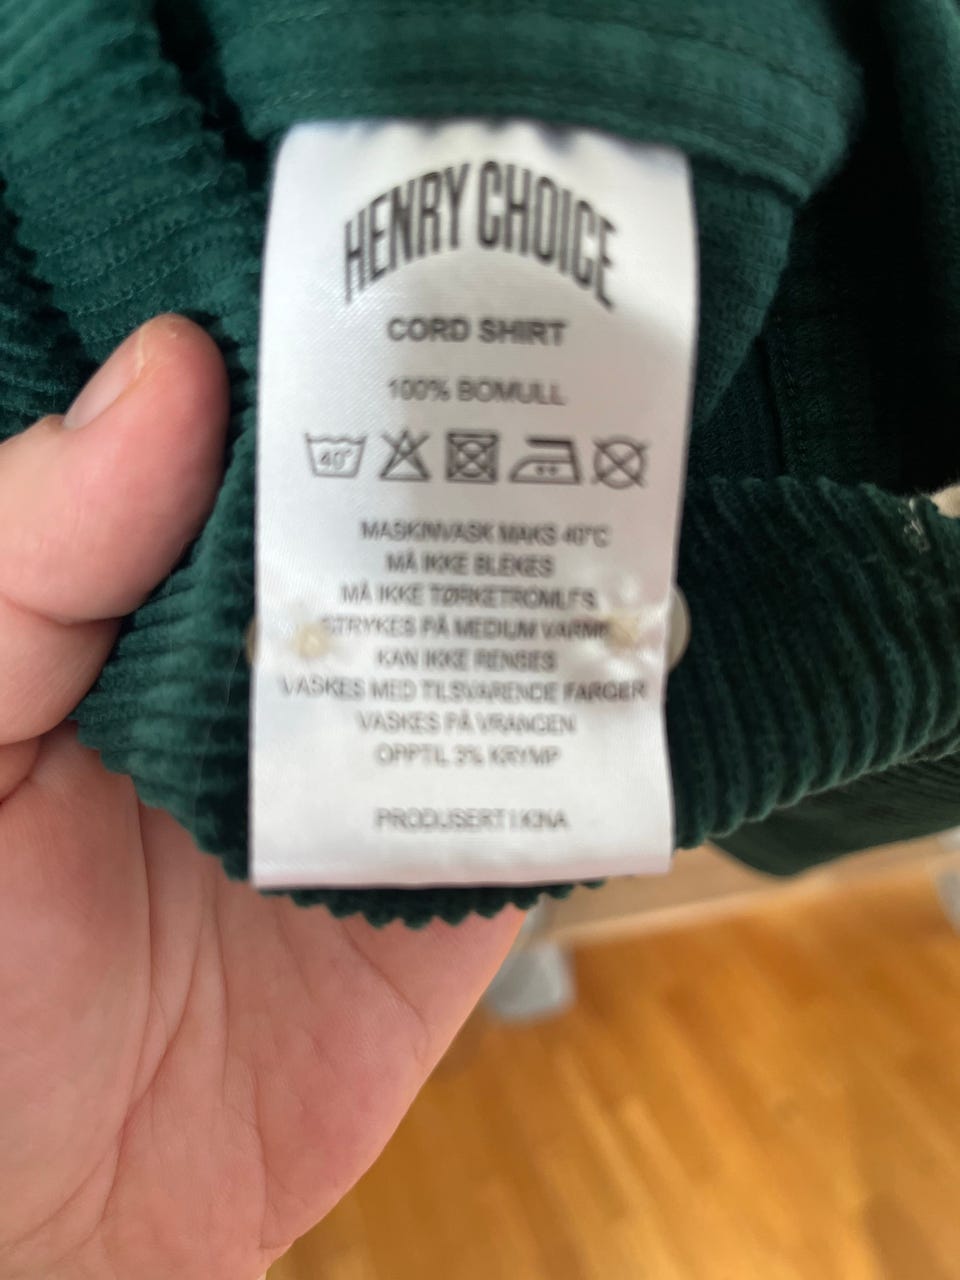 HENRY CHOICE
CORD SHIRT
100% BOMULL
40°
MASKINVASK MAKS 40°C
MÅ IKKE BLEKES
MÅ IKKE TØRKETROMLES
STRYKES PÅ MEDIUM VARME
KAN IKKE RENSES
VASKES MED TILSVARENDE FARGER
VASKES PÅ VRANGEN
OPPTIL 3% KRYMP
PRODUSERT I KINA